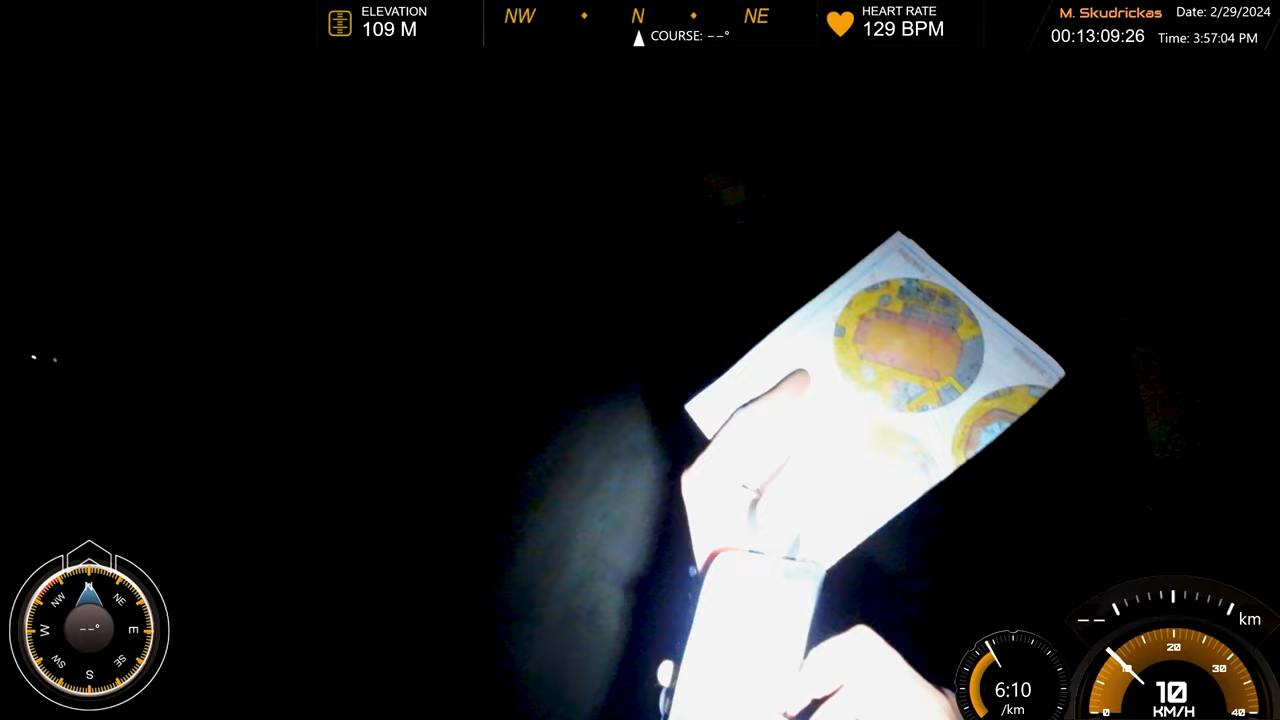 ELEVATION
109 M
NW N NE
COURSE: ––°
HEART RATE
129 BPM
M. Skudrickas Date: 2/29/2024
00:13:09:26 Time: 3:57:04 PM
N
NW NE
W ––° E
SW SE
S
6:10
/km
–– km
0 10 20 30 40
10
KM/H